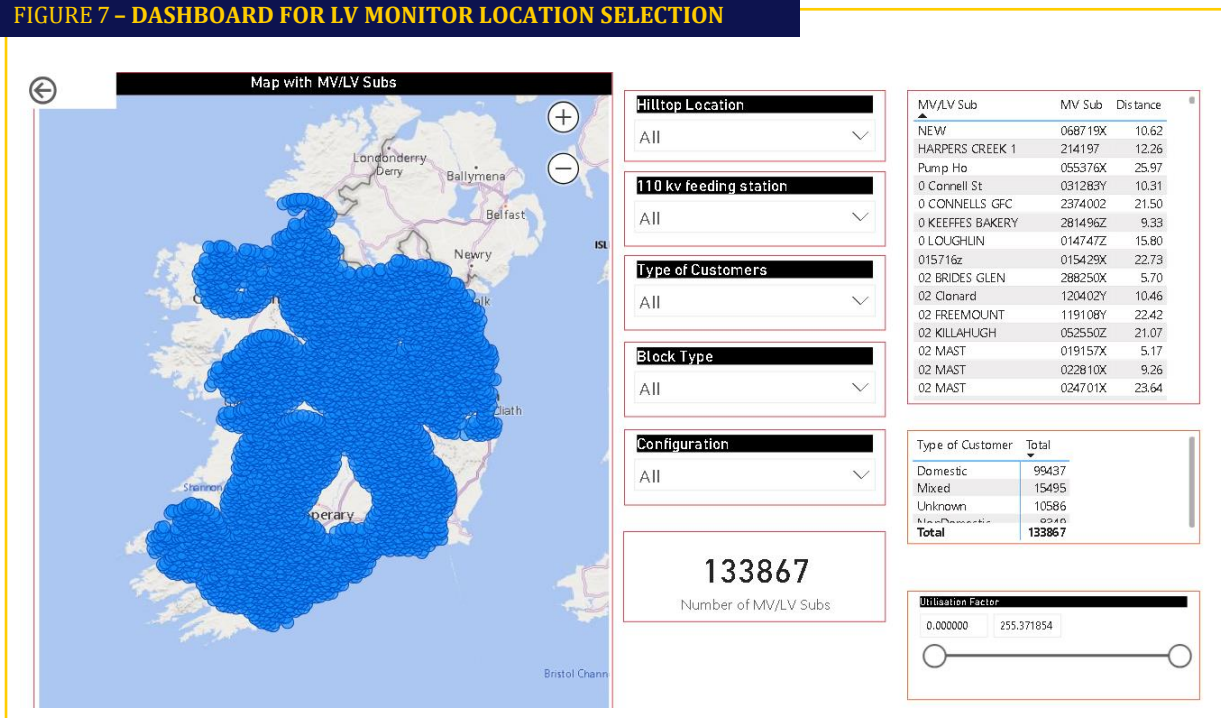 FIGURE 7 – DASHBOARD FOR LV MONITOR LOCATION SELECTION
Map with MV/LV Subs
Londonderry
Derry
Ballymena
Belfast
ISL
Newry
Shannon
perary
Bristol Chann
Hilltop Location
All
110 kv feeding station
All
Type of Customers
All
Block Type
All
Configuration
All
133867
Number of MV/LV Subs
MV/LV Sub MV Sub Distance
NEW 068719X 10.62
HARPERS CREEK 1 214197 12.26
Pump Ho 055376X 25.97
0 Connell St 031283Y 10.31
0 CONNELLS GFC 2374002 21.50
0 KEEFFES BAKERY 281496Z 9.33
0 LOUGHLIN 014747Z 15.80
015716z 015429X 22.73
02 BRIDES GLEN 288250X 5.70
02 Clonard 120402Y 10.46
02 FREEMOUNT 119108Y 22.42
02 KILLAHUGH 052550Z 21.07
02 MAST 019157X 5.17
02 MAST 022810X 9.26
02 MAST 024701X 23.64
Type of Customer Total
Domestic 99437
Mixed 15495
Unknown 10586
NonDomestic 8349
Total 133867
Utilisation Factor
0.000000 255.371854